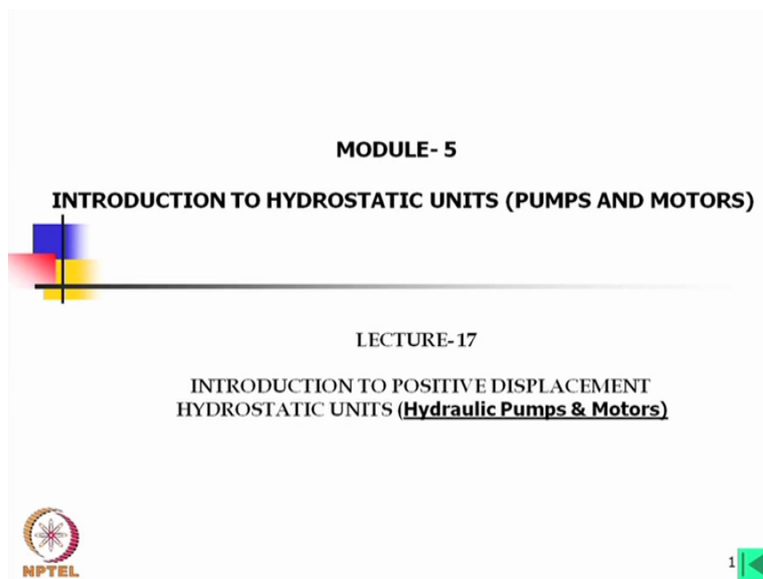 MODULE- 5
INTRODUCTION TO HYDROSTATIC UNITS (PUMPS AND MOTORS)
LECTURE-17
INTRODUCTION TO POSITIVE DISPLACEMENT
HYDROSTATIC UNITS (Hydraulic Pumps & Motors)
NPTEL
1